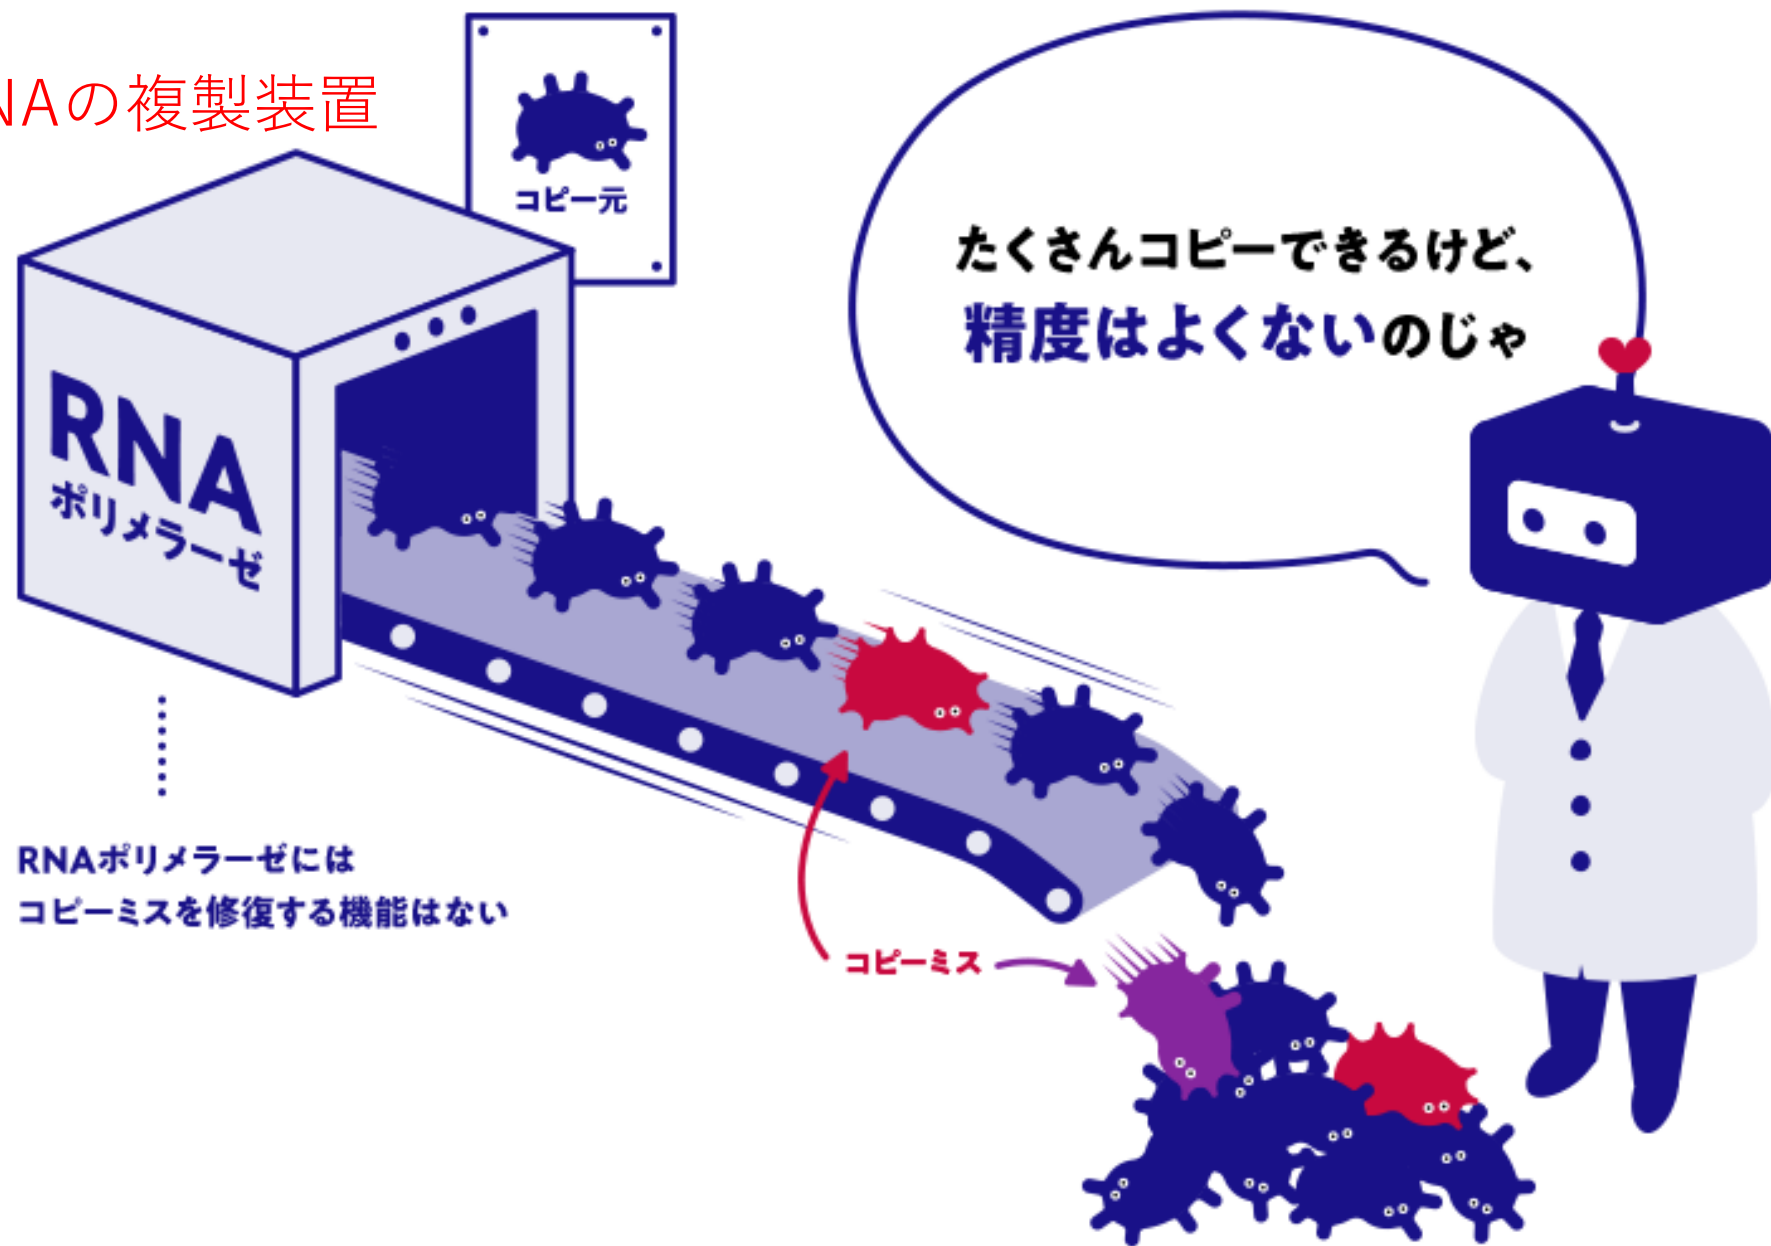 NAの複製装置
コピー元
たくさんコピーできるけど、
精度はよくないのじゃ
RNA
ポリメラーゼ
RNAポリメラーゼには
コピーミスを修復する機能はない
コピーミス